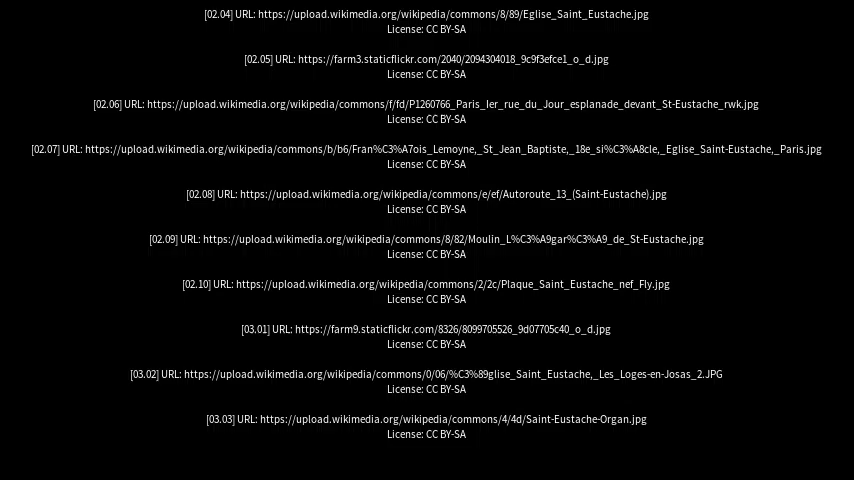 [02.04] URL: https://upload.wikimedia.org/wikipedia/commons/8/89/Eglise_Saint_Eustache.jpg
License: CC BY-SA
[02.05] URL: https://farm3.staticflickr.com/2040/2094304018_9c9f3efce1_o_d.jpg
License: CC BY-SA
[02.06] URL: https://upload.wikimedia.org/wikipedia/commons/f/fd/P1260766_Paris_Ier_rue_du_Jour_esplanade_devant_St-Eustache_rwk.jpg
License: CC BY-SA
[02.07] URL: https://upload.wikimedia.org/wikipedia/commons/b/b6/Fran%C3%A7ois_Lemoyne,_St_Jean_Baptiste,_18e_si%C3%A8cle,_Eglise_Saint-Eustache,_Paris.jpg
License: CC BY-SA
[02.08] URL: https://upload.wikimedia.org/wikipedia/commons/e/ef/Autoroute_13_(Saint-Eustache).jpg
License: CC BY-SA
[02.09] URL: https://upload.wikimedia.org/wikipedia/commons/8/82/Moulin_L%C3%A9gar%C3%A9_de_St-Eustache.jpg
License: CC BY-SA
[02.10] URL: https://upload.wikimedia.org/wikipedia/commons/2/2c/Plaque_Saint_Eustache_nef_Fly.jpg
License: CC BY-SA
[03.01] URL: https://farm9.staticflickr.com/8326/8099705526_9d07705c40_o_d.jpg
License: CC BY-SA
[03.02] URL: https://upload.wikimedia.org/wikipedia/commons/0/06/%C3%89glise_Saint_Eustache,_Les_Loges-en-Josas_2.JPG
License: CC BY-SA
[03.03] URL: https://upload.wikimedia.org/wikipedia/commons/4/4d/Saint-Eustache-Organ.jpg
License: CC BY-SA